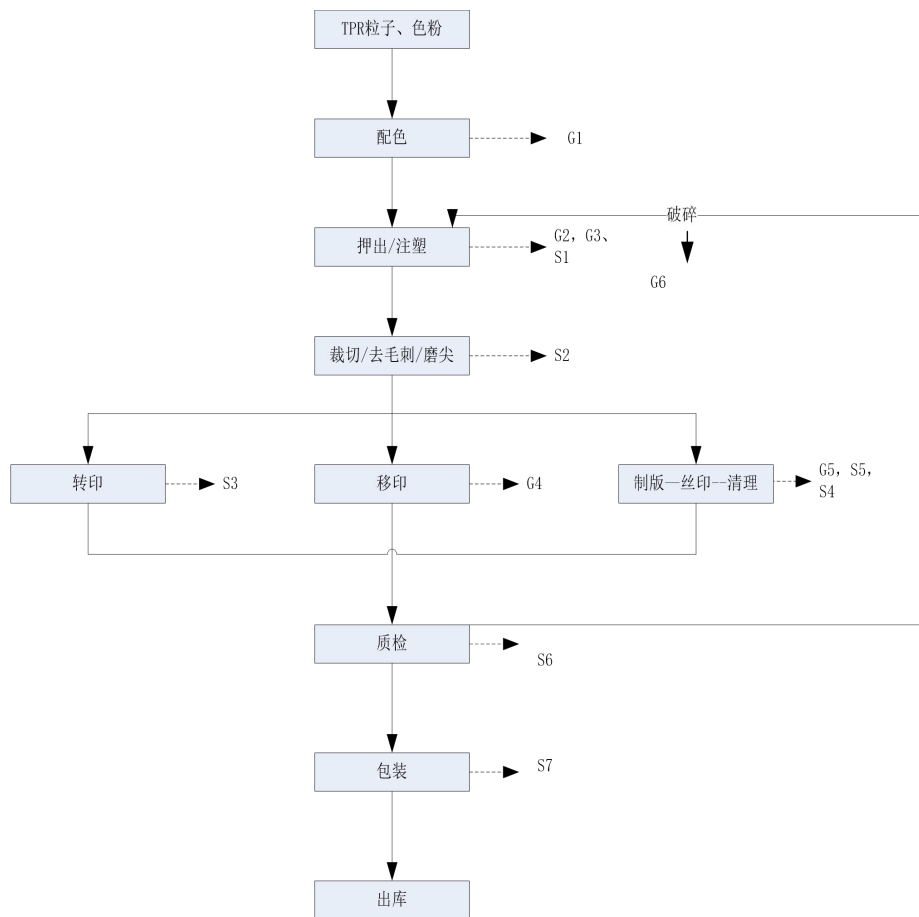 TPR粒子、色粉
配色
G1
破碎
押出/注塑
G2，G3、
S1
G6
裁切/去毛刺/磨尖
S2
转印
S3
移印
G4
制版—丝印--清理
G5，S5，
S4
质检
S6
包装
S7
出库